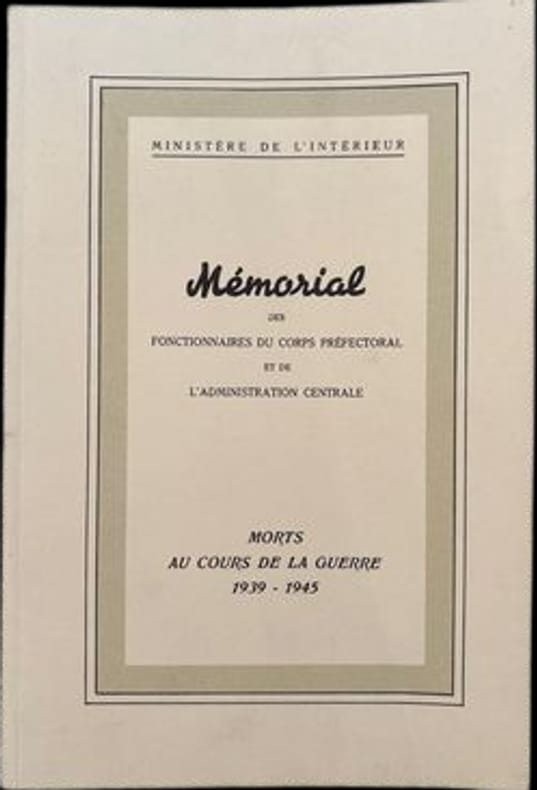 MINISTÈRE DE L'INTÉRIEUR
Mémorial
DES
FONCTIONNAIRES DU CORPS PRÉFECTORAL
ET DE
L'ADMINISTRATION CENTRALE
MORTS
AU COURS DE LA GUERRE
1939 - 1945